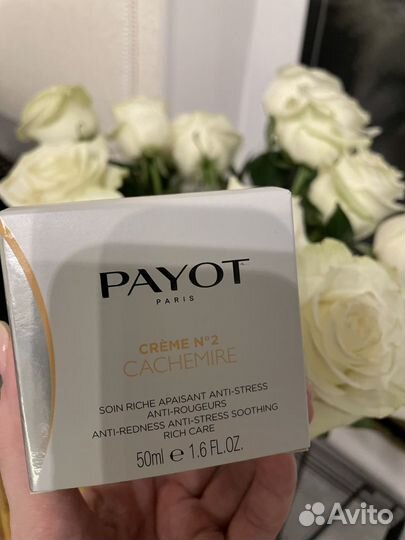 PAYOT
PARIS
CRÈME N°2
CACHEMIRE
SOIN RICHE APAISANT ANTI-STRESS
ANTI-ROUGEURS
ANTI-REDNESS ANTI-STRESS SOOTHING
RICH CARE
50ml e 1.6 FL.OZ.
Avito